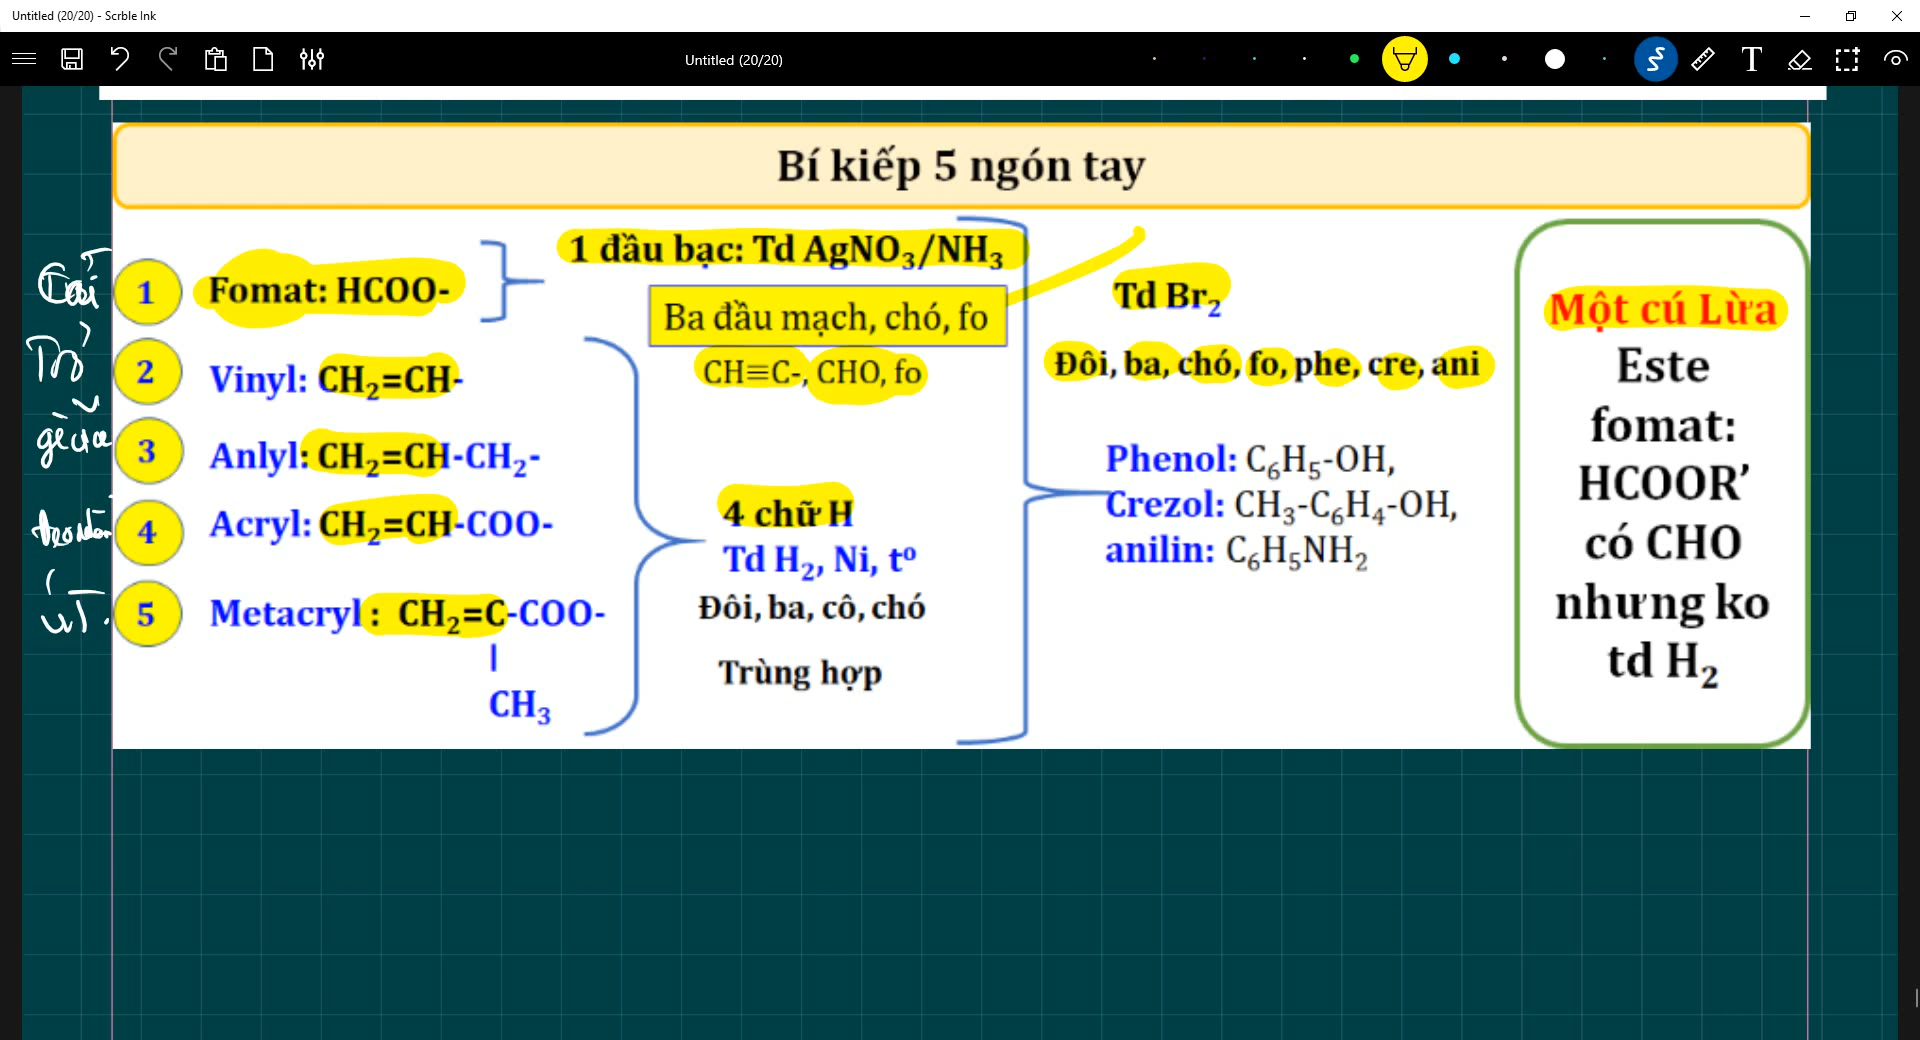 Untitled (20/20) - Scrble Ink
Untitled (20/20)
Bí kiếp 5 ngón tay
Cái
Trỏ
giữa
út.
1 Fomat: HCOO-
2 Vinyl: CH₂=CH-
3 Anlyl: CH₂=CH-CH₂-
4 Acryl: CH₂=CH-COO-
5 Metacryl : CH₂=C-COO-
CH₃
1 đầu bạc: Td AgNO₃/NH₃
Ba đầu mạch, chó, fo
CH≡C-, CHO, fo
4 chữ H
Td H₂, Ni, tº
Đôi, ba, cô, chó
Trùng hợp
Td Br₂
Đôi, ba, chó, fo, phe, cre, ani
Phenol: C₆H₅-OH,
Crezol: CH₃-C₆H₄-OH,
anilin: C₆H₅NH₂
Một cú Lừa
Este
fomat:
HCOOR’
có CHO
nhưng ko
td H₂